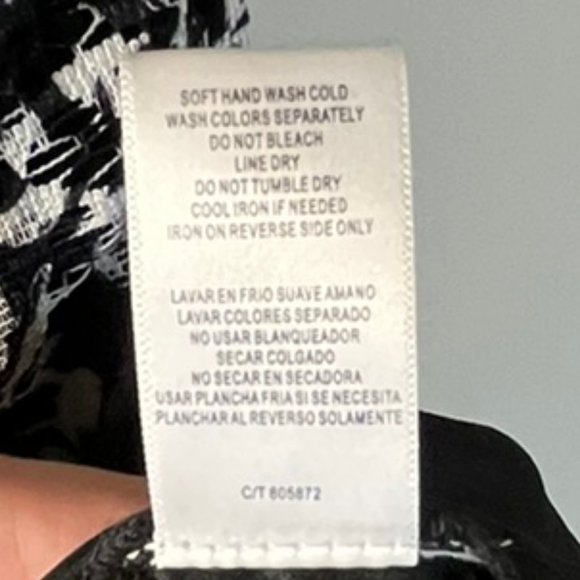 SOFT HAND WASH COLD
WASH COLORS SEPARATELY
DO NOT BLEACH
LINE DRY
DO NOT TUMBLE DRY
COOL IRON IF NEEDED
IRON ON REVERSE SIDE ONLY
LAVAR EN FRIO SUAVE A MANO
LAVAR COLORES SEPARADO
NO USAR BLANQUEADOR
SECAR COLGADO
NO SECAR EN SECADORA
USAR PLANCHA FRIA SI SE NECESITA
PLANCHAR AL REVERSO SOLAMENTE
C/T 605872